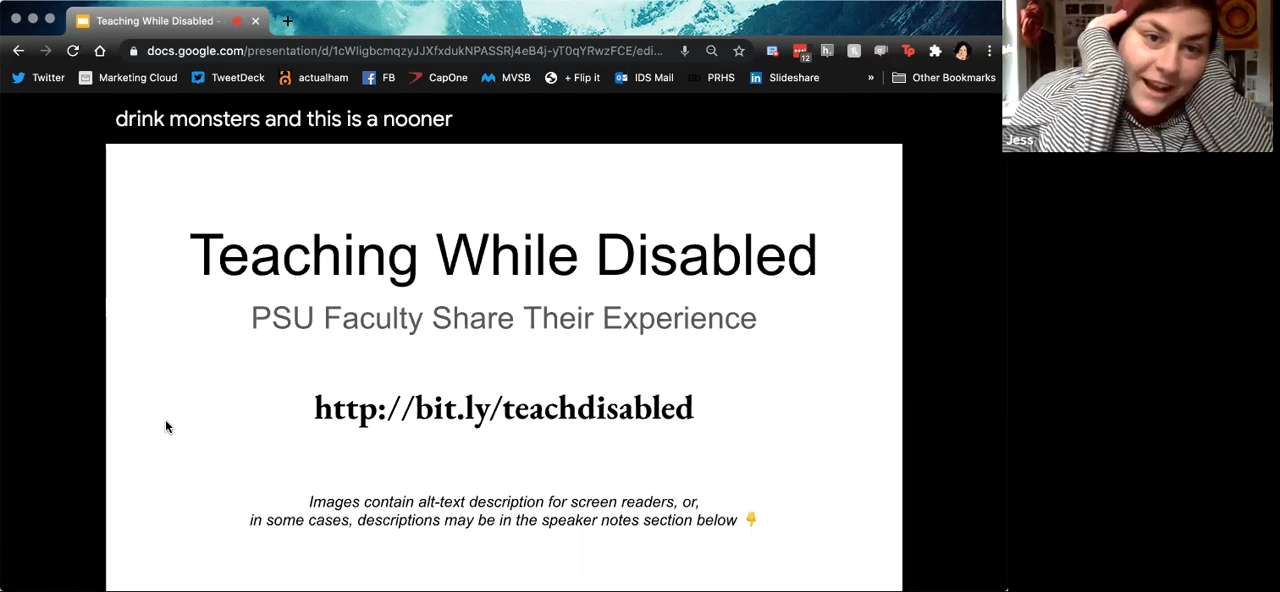 Teaching While Disabled -
docs.google.com/presentation/d/1cWIigbcmqzyJJXfxdukNPASSRj4eB4j-yT0qYRwzFCE/edi...
12
Twitter Marketing Cloud TweetDeck actualham FB CapOne MVSB + Flip it IDS Mail PRHS Slideshare » Other Bookmarks
drink monsters and this is a nooner
Jess
Teaching While Disabled
PSU Faculty Share Their Experience
http://bit.ly/teachdisabled
Images contain alt-text description for screen readers, or,
in some cases, descriptions may be in the speaker notes section below 👇